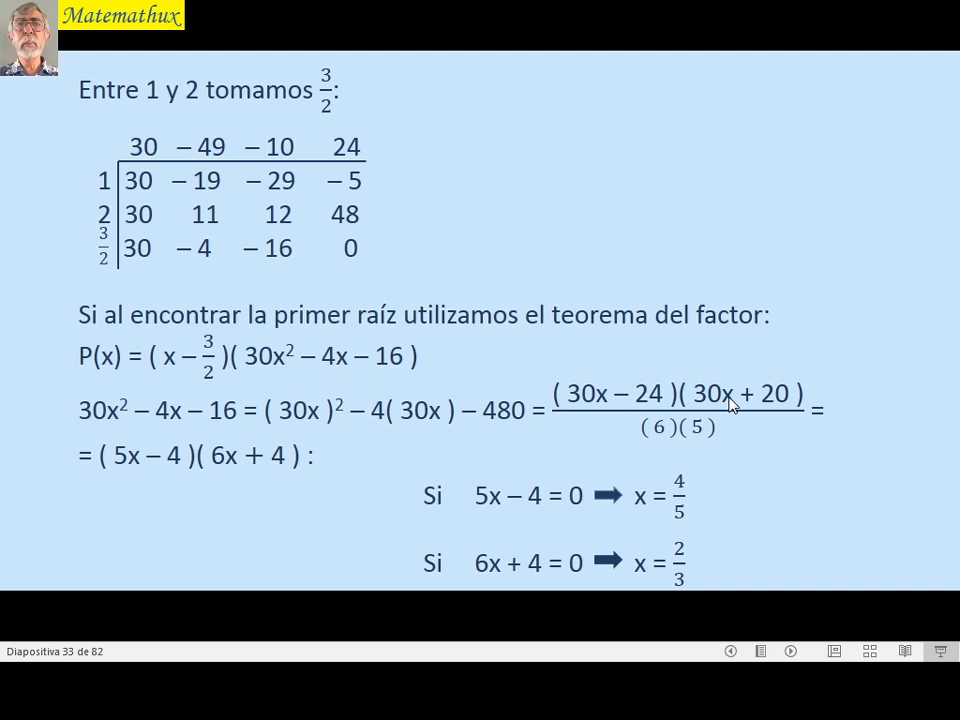 Matemathux
Entre 1 y 2 tomamos 3/2:
30 – 49 – 10 24
1 30 – 19 – 29 – 5
2 30 11 12 48
3/2 30 – 4 – 16 0
Si al encontrar la primer raíz utilizamos el teorema del factor:
P(x) = ( x – 3/2 )( 30x² – 4x – 16 )
30x² – 4x – 16 = ( 30x )² – 4( 30x ) – 480 = ( 30x – 24 )( 30x + 20 ) / ( 6 )( 5 ) =
= ( 5x – 4 )( 6x + 4 ) :
Si 5x – 4 = 0 ➡ x = 4/5
Si 6x + 4 = 0 ➡ x = 2/3
Diapositiva 33 de 82